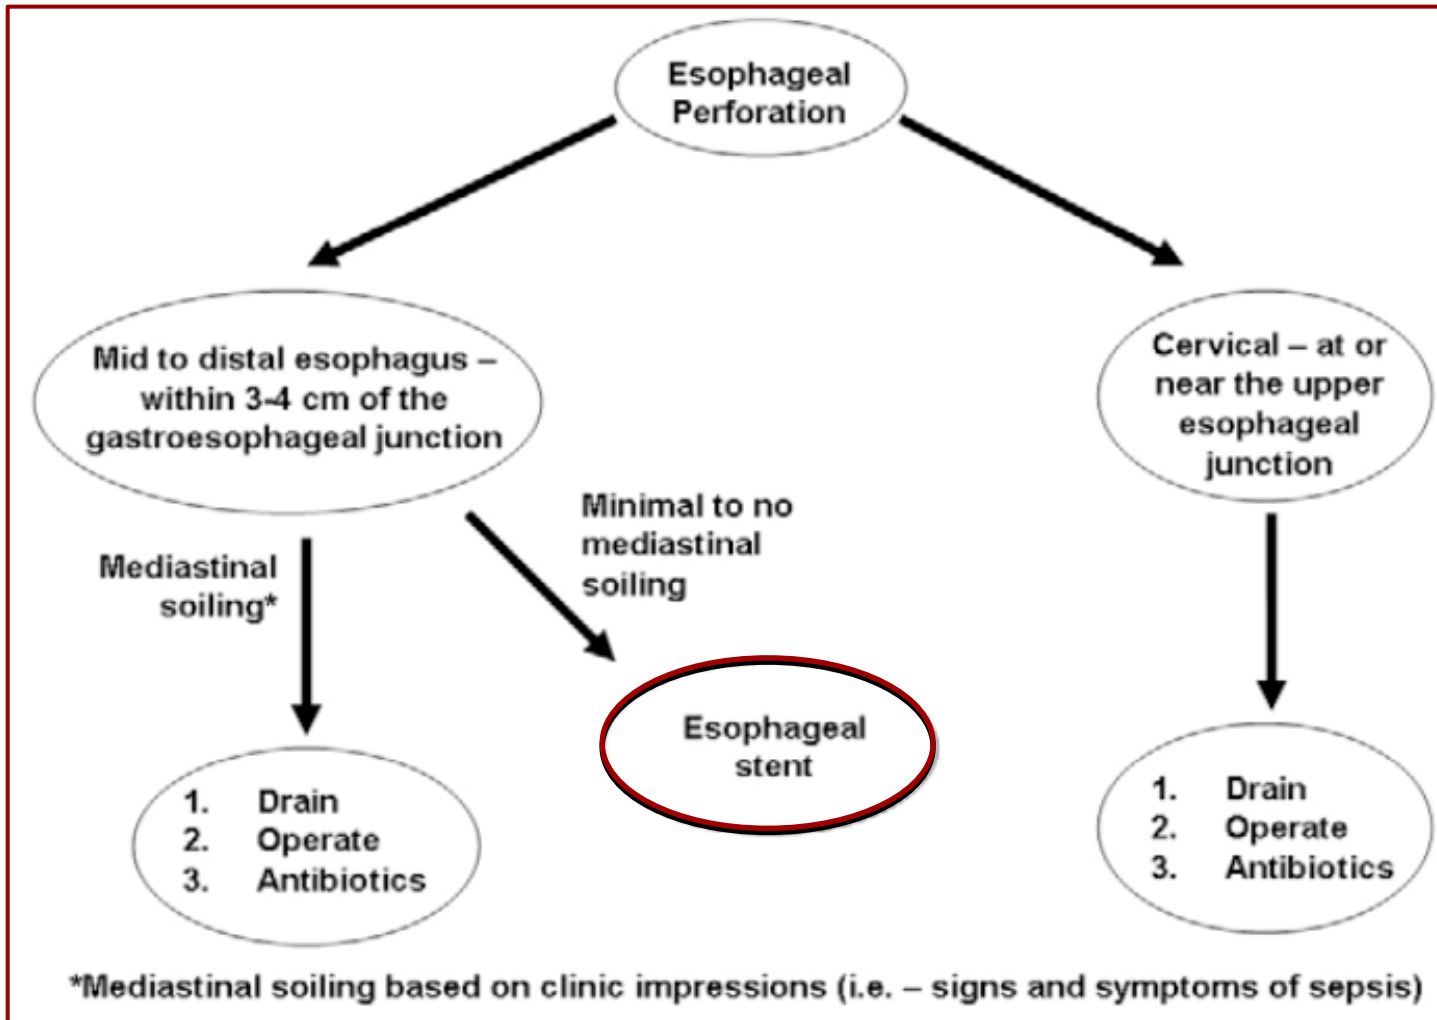 Esophageal
Perforation
Mid to distal esophagus –
within 3-4 cm of the
gastroesophageal junction
Cervical – at or
near the upper
esophageal
junction
Mediastinal
soiling*
Minimal to no
mediastinal
soiling
Esophageal
stent
1. Drain
2. Operate
3. Antibiotics
1. Drain
2. Operate
3. Antibiotics
*Mediastinal soiling based on clinic impressions (i.e. – signs and symptoms of sepsis)